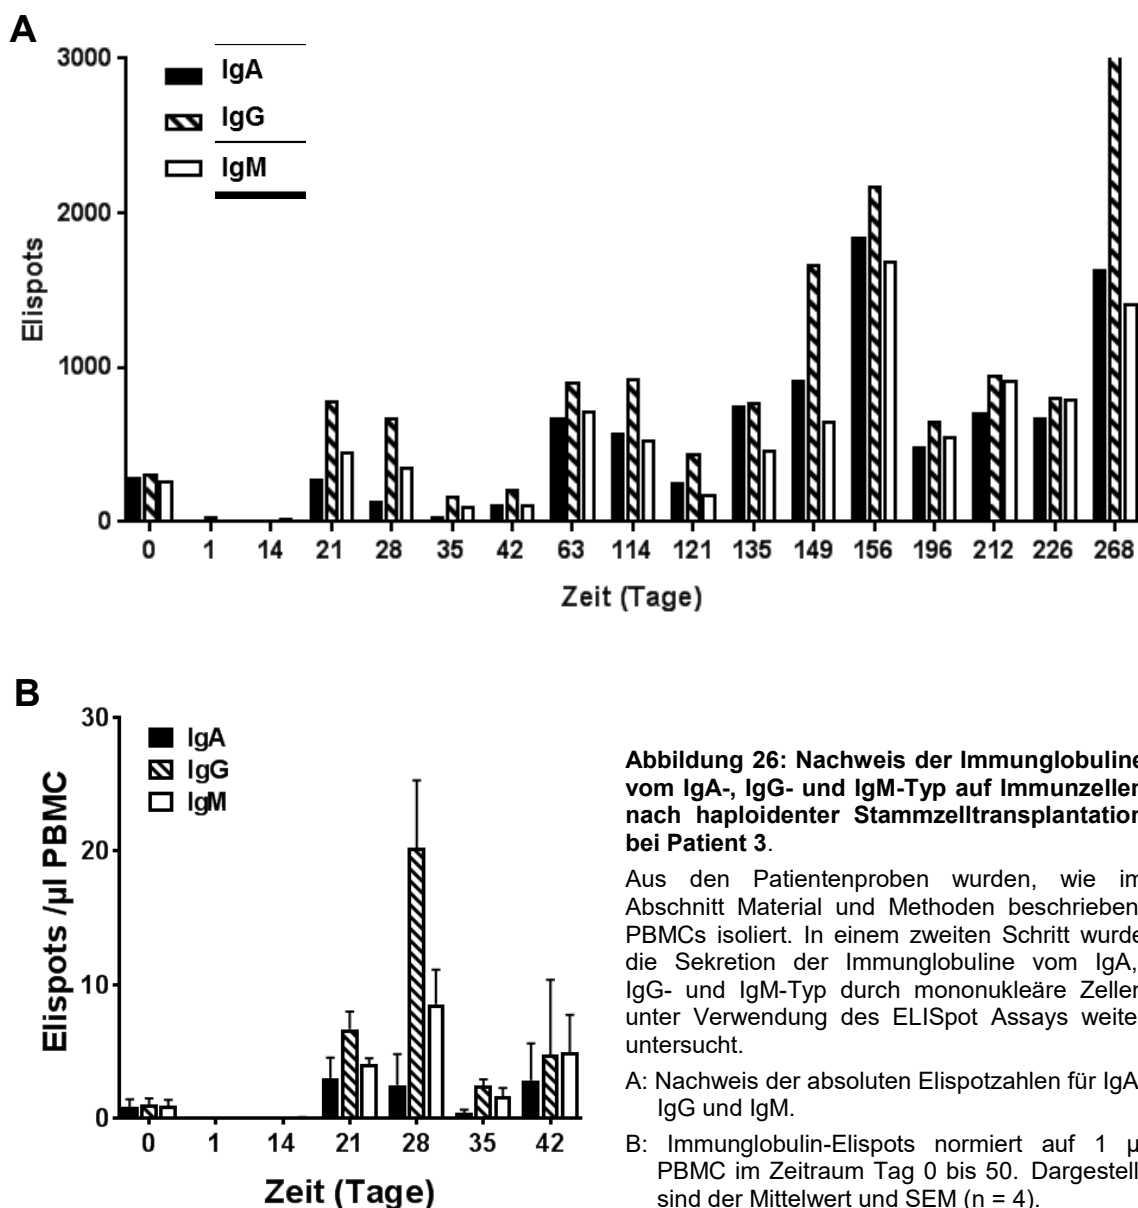 A
3000
2000
1000
0
Elispots
IgA
IgG
IgM
0 1 14 21 28 35 42 63 114 121 135 149 156 196 212 226 268
Zeit (Tage)
B
30
20
10
0
Elispots /µl PBMC
IgA
IgG
IgM
0 1 14 21 28 35 42
Zeit (Tage)
Abbildung 26: Nachweis der Immunglobuline
vom IgA-, IgG- und IgM-Typ auf Immunzellen
nach haploidenter Stammzelltransplantation
bei Patient 3.
Aus den Patientenproben wurden, wie im
Abschnitt Material und Methoden beschrieben
PBMCs isoliert. In einem zweiten Schritt wurde
die Sekretion der Immunglobuline vom IgA,
IgG- und IgM-Typ durch mononukleäre Zellen
unter Verwendung des ELISpot Assays weiter
untersucht.
A: Nachweis der absoluten Elispotzahlen für IgA
IgG und IgM.
B: Immunglobulin-Elispots normiert auf 1 µl
PBMC im Zeitraum Tag 0 bis 50. Dargestellt
sind der Mittelwert und SEM (n = 4).